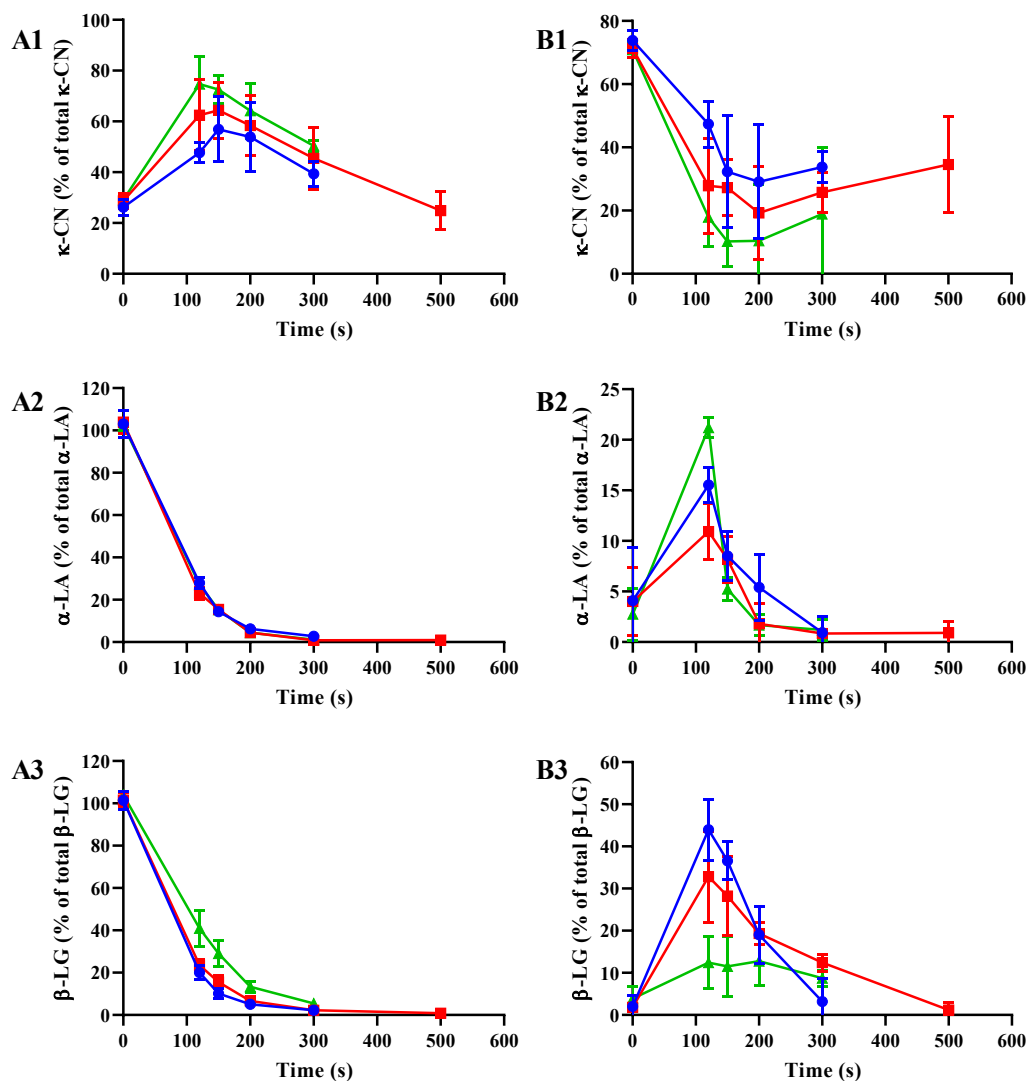 A1
κ-CN (% of total κ-CN)
100
80
60
40
20
0
0 100 200 300 400 500 600
Time (s)
B1
κ-CN (% of total κ-CN)
80
60
40
20
0
0 100 200 300 400 500 600
Time (s)
A2
α-LA (% of total α-LA)
120
100
80
60
40
20
0
0 100 200 300 400 500 600
Time (s)
B2
α-LA (% of total α-LA)
25
20
15
10
5
0
0 100 200 300 400 500 600
Time (s)
A3
β-LG (% of total β-LG)
120
100
80
60
40
20
0
0 100 200 300 400 500 600
Time (s)
B3
β-LG (% of total β-LG)
60
50
40
30
20
10
0
0 100 200 300 400 500 600
Time (s)